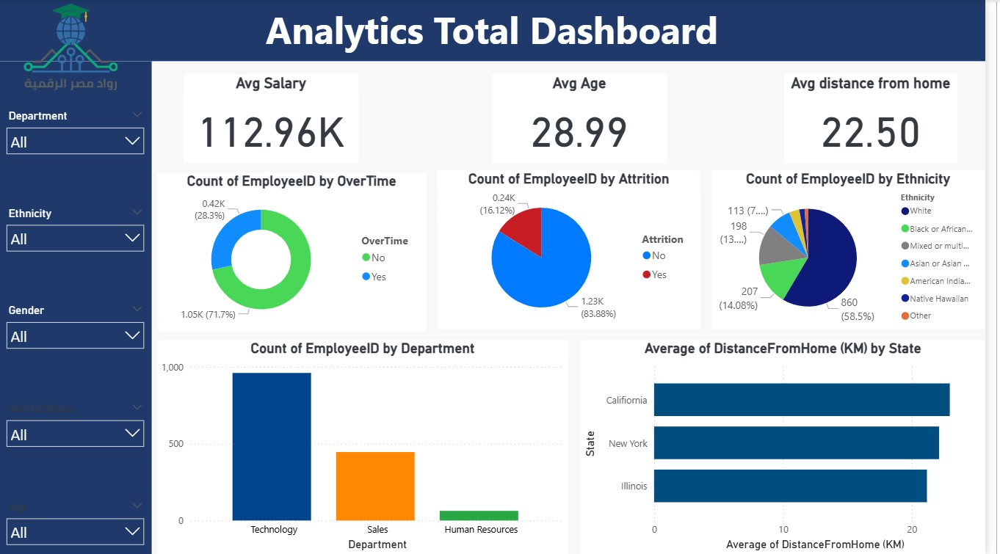 Analytics Total Dashboard
رواد مصر الرقمية
Department
All
Ethnicity
All
Gender
All
All
All
Avg Salary
112.96K
Avg Age
28.99
Avg distance from home
22.50
Count of EmployeeID by OverTime
0.42K
(28.3%)
1.05K (71.7%)
OverTime
No
Yes
Count of EmployeeID by Attrition
0.24K
(16.12%)
1.23K
(83.88%)
Attrition
No
Yes
Count of EmployeeID by Ethnicity
113 (7....)
198
(13....)
207
(14.08%)
860
(58.5%)
Ethnicity
White
Black or African...
Mixed or multi...
Asian or Asian ...
American India...
Native Hawaiian
Other
Count of EmployeeID by Department
1,000
500
0
Technology
Sales
Human Resources
Department
Average of DistanceFromHome (KM) by State
State
Califiornia
New York
Illinois
0
10
20
Average of DistanceFromHome (KM)